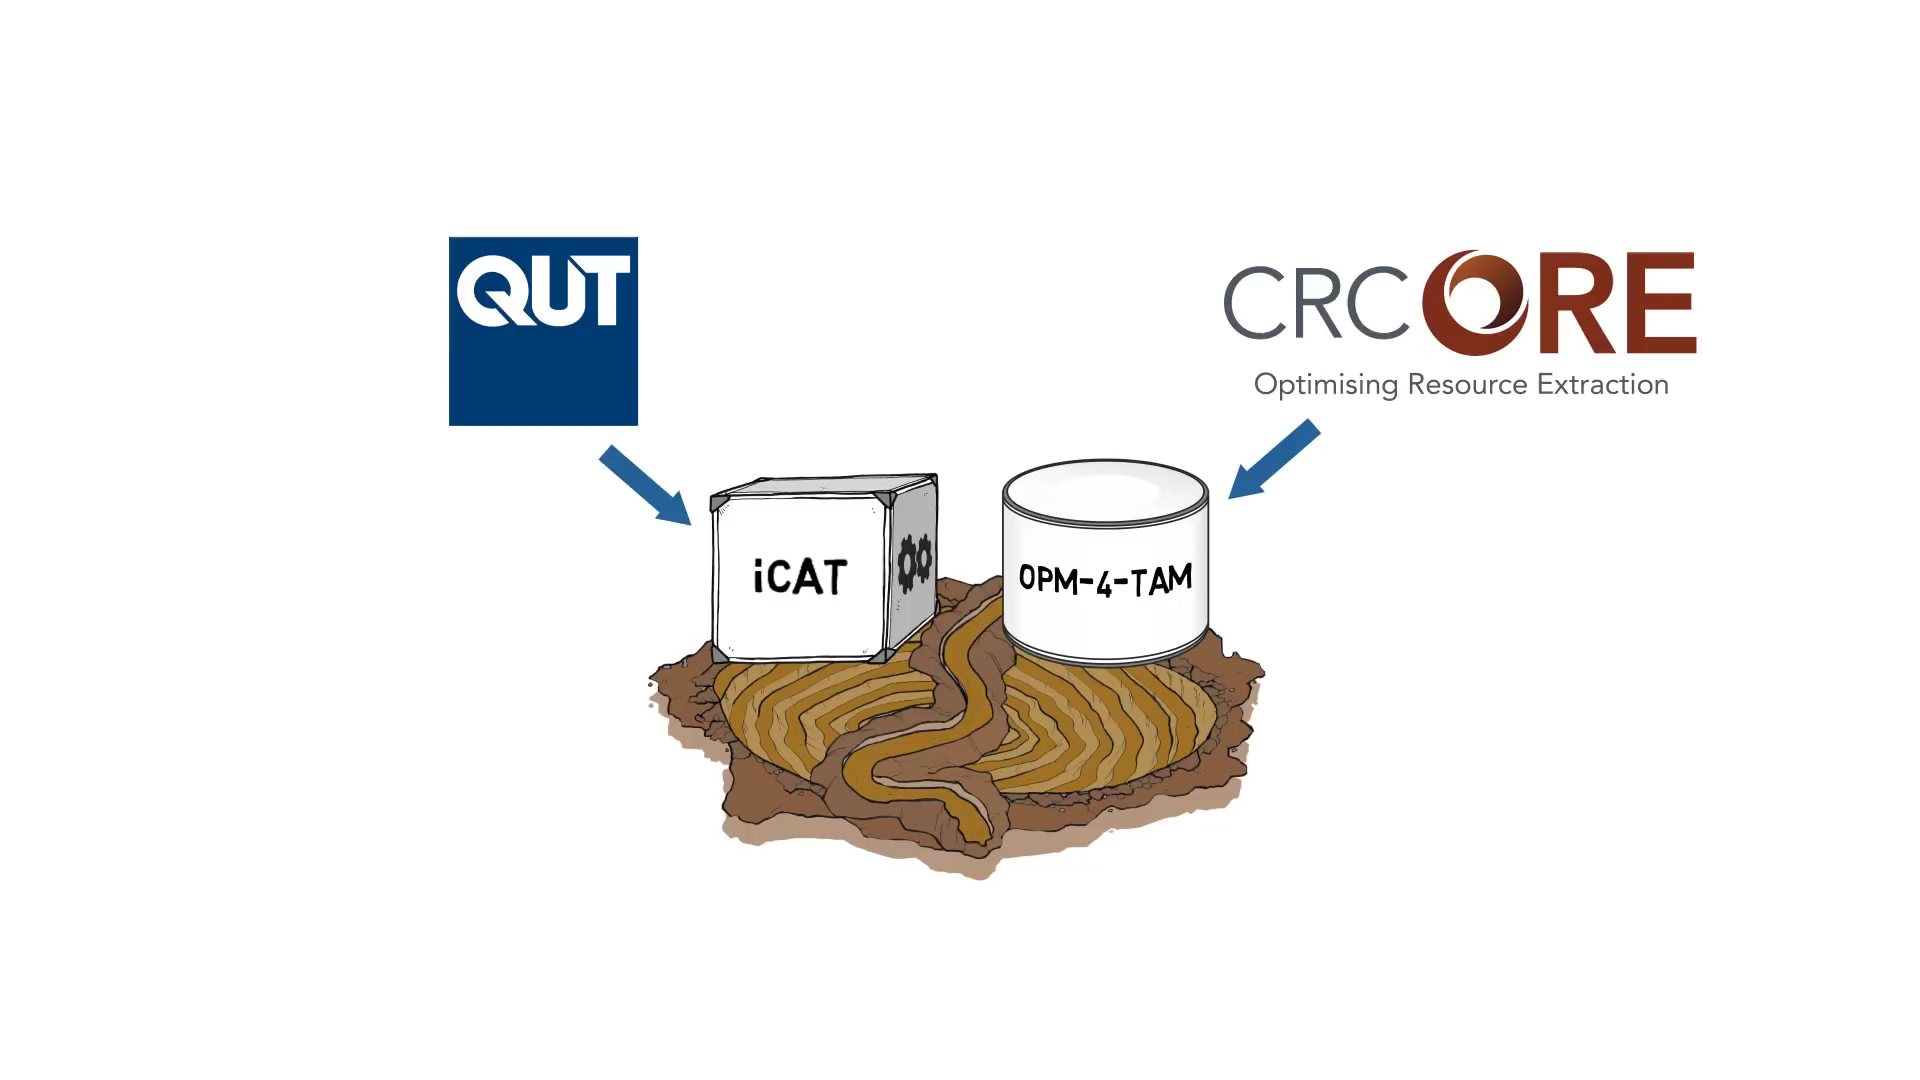 QUT
CRCORE
Optimising Resource Extraction
iCAT
OPM-4-TAM